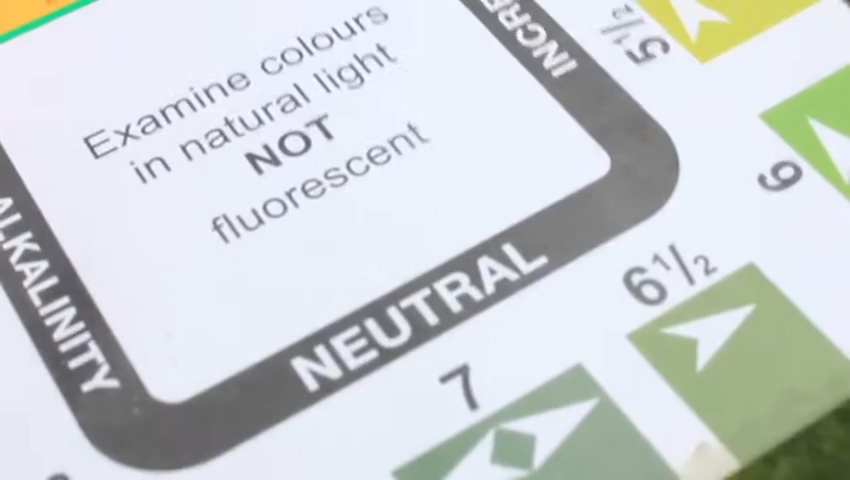 Examine colours
in natural light
NOT
fluorescent
ALKALINITY
NEUTRAL
5½
6
6½
7